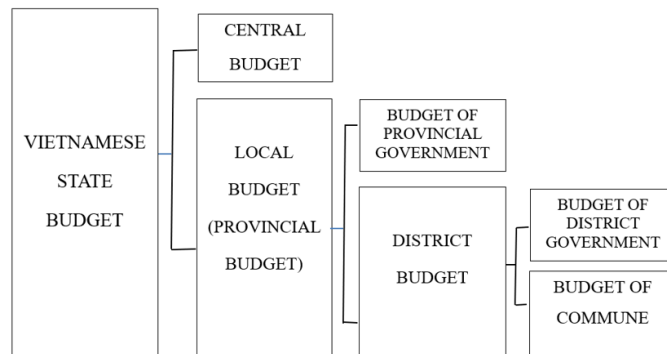 VIETNAMESE
STATE
BUDGET
CENTRAL
BUDGET
LOCAL
BUDGET
(PROVINCIAL
BUDGET)
BUDGET OF
PROVINCIAL
GOVERNMENT
DISTRICT
BUDGET
BUDGET OF
DISTRICT
GOVERNMENT
BUDGET OF
COMMUNE